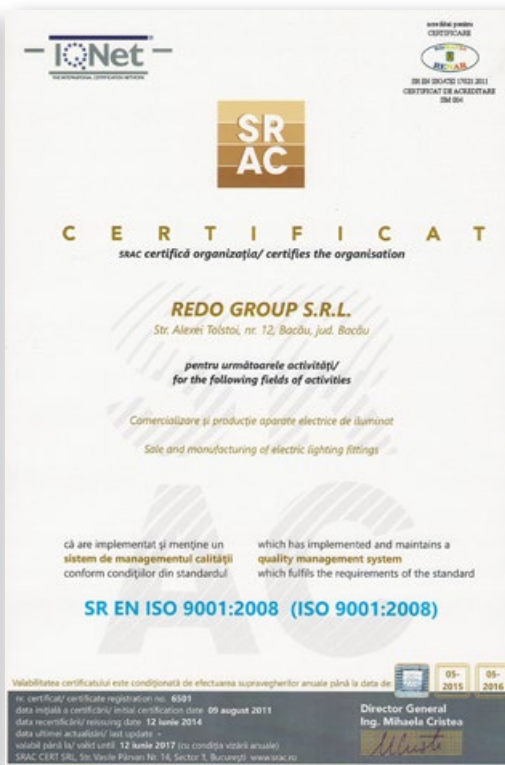 IQNet
THE INTERNATIONAL CERTIFICATION NETWORK
acreditat pentru
CERTIFICARE
RENAR
SR EN ISO/CEI 17021:2011
CERTIFICAT DE ACREDITARE
SM 004
SR
AC
CERTIFICAT
SRAC certifică organizația/ certifies the organisation
REDO GROUP S.R.L.
Str. Alexei Tolstoi, nr. 12, Bacău, jud. Bacău
pentru următoarele activități/
for the following fields of activities
Comercializare și producție aparate electrice de iluminat
Sale and manufacturing of electric lighting fittings
că are implementat și menține un
sistem de managementul calității
conform condițiilor din standardul
which has implemented and maintains a
quality management system
which fulfils the requirements of the standard
SR EN ISO 9001:2008 (ISO 9001:2008)
Valabilitatea certificatului este condiționată de efectuarea supravegherilor anuale până la data de:
05-
2015
05-
2016
nr. certificat/ certificate registration no. 6501
data inițială a certificării/ initial certification date 09 august 2011
data recertificării/ reissuing date 12 iunie 2014
data ultimei actualizări/ last update -
valabil până la/ valid until 12 iunie 2017 (cu condiția vizării anuale)
SRAC CERT SRL, Str. Vasile Pârvan Nr. 14, Sector 1, București www.srac.ro
Director General
Ing. Mihaela Cristea